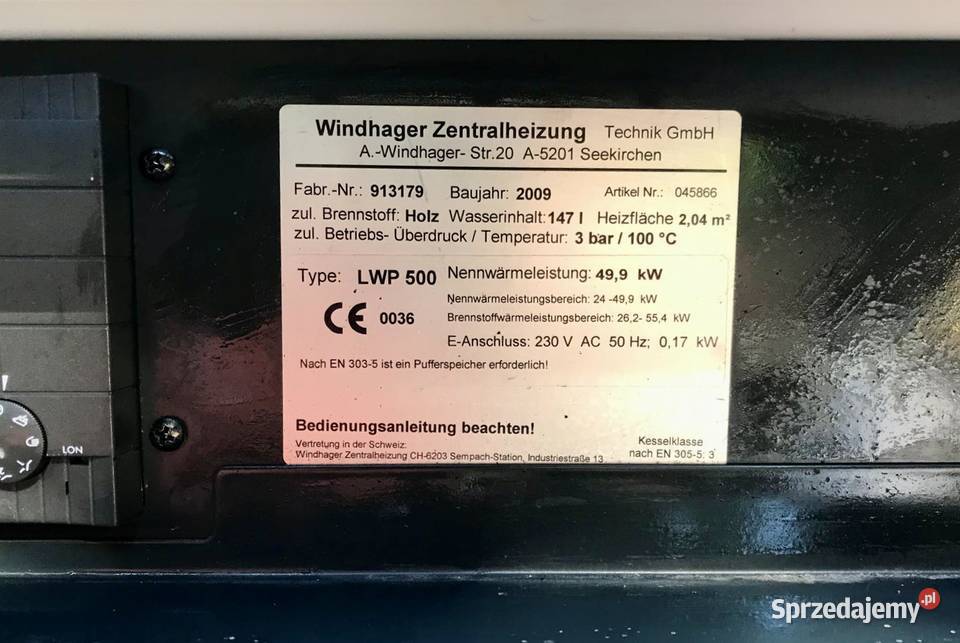 Windhager Zentralheizung Technik GmbH
A.-Windhager- Str.20 A-5201 Seekirchen
Fabr.-Nr.: 913179 Baujahr: 2009 Artikel Nr.: 045866
zul. Brennstoff: Holz Wasserinhalt: 147 l Heizfläche 2,04 m²
zul. Betriebs- Überdruck / Temperatur: 3 bar / 100 °C
Type: LWP 500 Nennwärmeleistung: 49,9 kW
Nennwärmeleistungsbereich: 24 -49,9 kW
CE 0036 Brennstoffwärmeleistungsbereich: 26,2- 55,4 kW
E-Anschluss: 230 V AC 50 Hz; 0,17 kW
Nach EN 303-5 ist ein Pufferspeicher erforderlich!
Bedienungsanleitung beachten!
Vertretung in der Schweiz:
Windhager Zentralheizung CH-6203 Sempach-Station, Industriestraße 13
Kesselklasse
nach EN 305-5: 3
LON
Sprzedajemy.pl